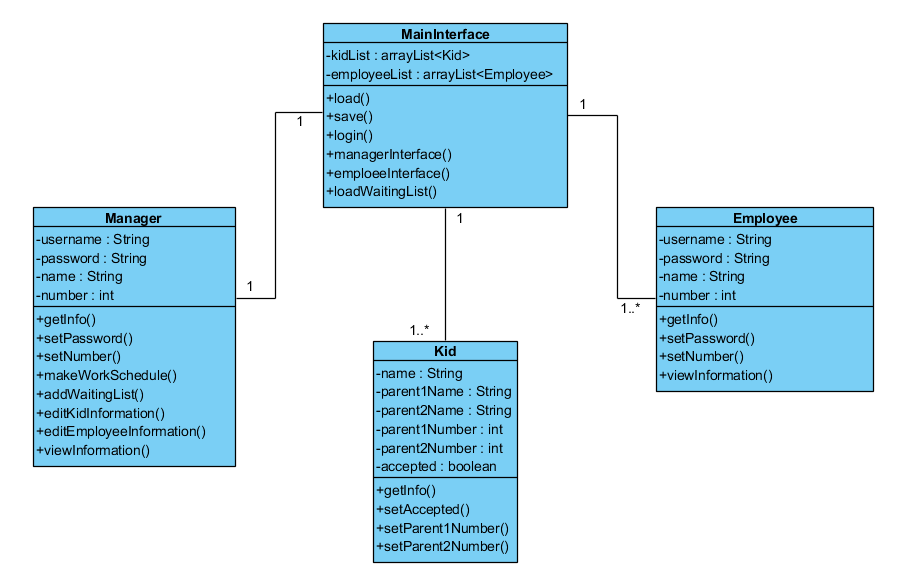 MainInterface
-kidList : arrayList<Kid>
-employeeList : arrayList<Employee>
+load()
+save()
+login()
+managerInterface()
+emploeeInterface()
+loadWaitingList()
1
1
1
1
1..*
1..*
Manager
-username : String
-password : String
-name : String
-number : int
+getInfo()
+setPassword()
+setNumber()
+makeWorkSchedule()
+addWaitingList()
+editKidInformation()
+editEmployeeInformation()
+viewInformation()
Kid
-name : String
-parent1Name : String
-parent2Name : String
-parent1Number : int
-parent2Number : int
-accepted : boolean
+getInfo()
+setAccepted()
+setParent1Number()
+setParent2Number()
Employee
-username : String
-password : String
-name : String
-number : int
+getInfo()
+setPassword()
+setNumber()
+viewInformation()